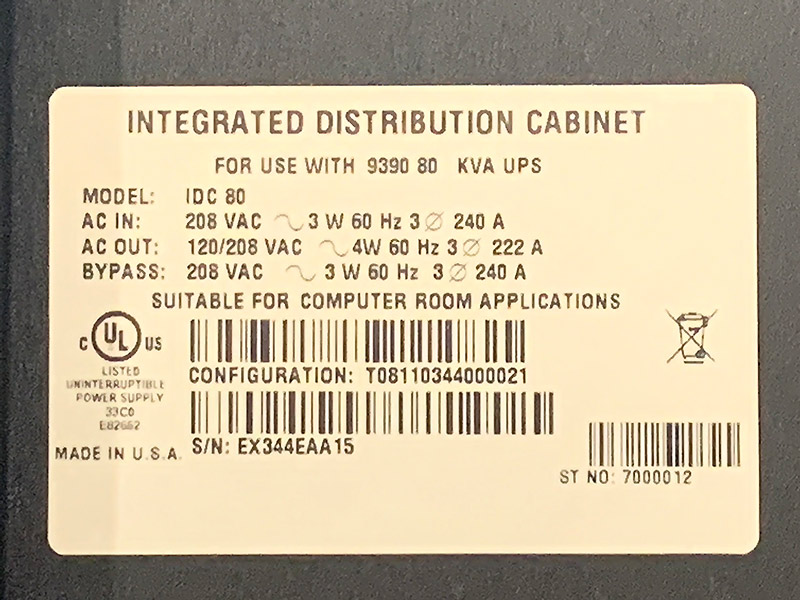 INTEGRATED DISTRIBUTION CABINET
FOR USE WITH 9390 80 KVA UPS
MODEL: IDC 80
AC IN: 208 VAC ∿ 3 W 60 Hz 3 ∅ 240 A
AC OUT: 120/208 VAC ∿ 4W 60 Hz 3 ∅ 222 A
BYPASS: 208 VAC ∿ 3 W 60 Hz 3 ∅ 240 A
SUITABLE FOR COMPUTER ROOM APPLICATIONS
C UL US
LISTED
UNINTERRUPTIBLE
POWER SUPPLY
33C0
E82662
MADE IN U.S.A.
CONFIGURATION: T08110344000021
S/N: EX344EAA15
ST NO: 7000012